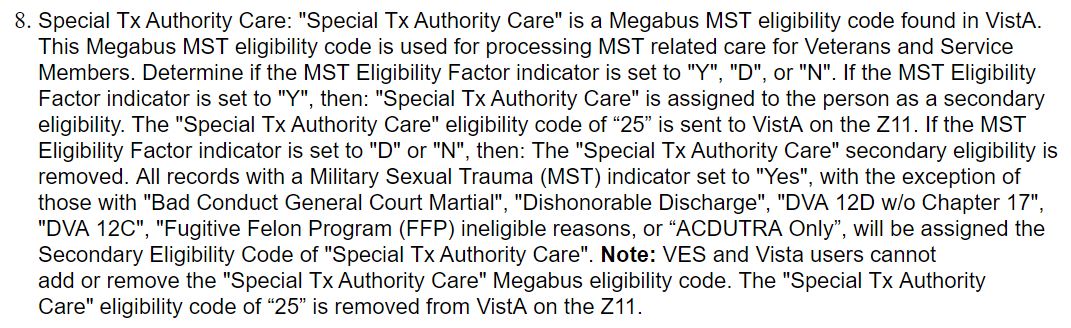 8. Special Tx Authority Care: "Special Tx Authority Care" is a Megabus MST eligibility code found in VistA.
This Megabus MST eligibility code is used for processing MST related care for Veterans and Service
Members. Determine if the MST Eligibility Factor indicator is set to "Y", "D", or "N". If the MST Eligibility
Factor indicator is set to "Y", then: "Special Tx Authority Care" is assigned to the person as a secondary
eligibility. The "Special Tx Authority Care" eligibility code of “25” is sent to VistA on the Z11. If the MST
Eligibility Factor indicator is set to "D" or "N", then: The "Special Tx Authority Care" secondary eligibility is
removed. All records with a Military Sexual Trauma (MST) indicator set to "Yes", with the exception of
those with "Bad Conduct General Court Martial", "Dishonorable Discharge", "DVA 12D w/o Chapter 17",
"DVA 12C", "Fugitive Felon Program (FFP) ineligible reasons, or “ACDUTRA Only”, will be assigned the
Secondary Eligibility Code of "Special Tx Authority Care". Note: VES and Vista users cannot
add or remove the "Special Tx Authority Care" Megabus eligibility code. The "Special Tx Authority
Care" eligibility code of “25” is removed from VistA on the Z11.